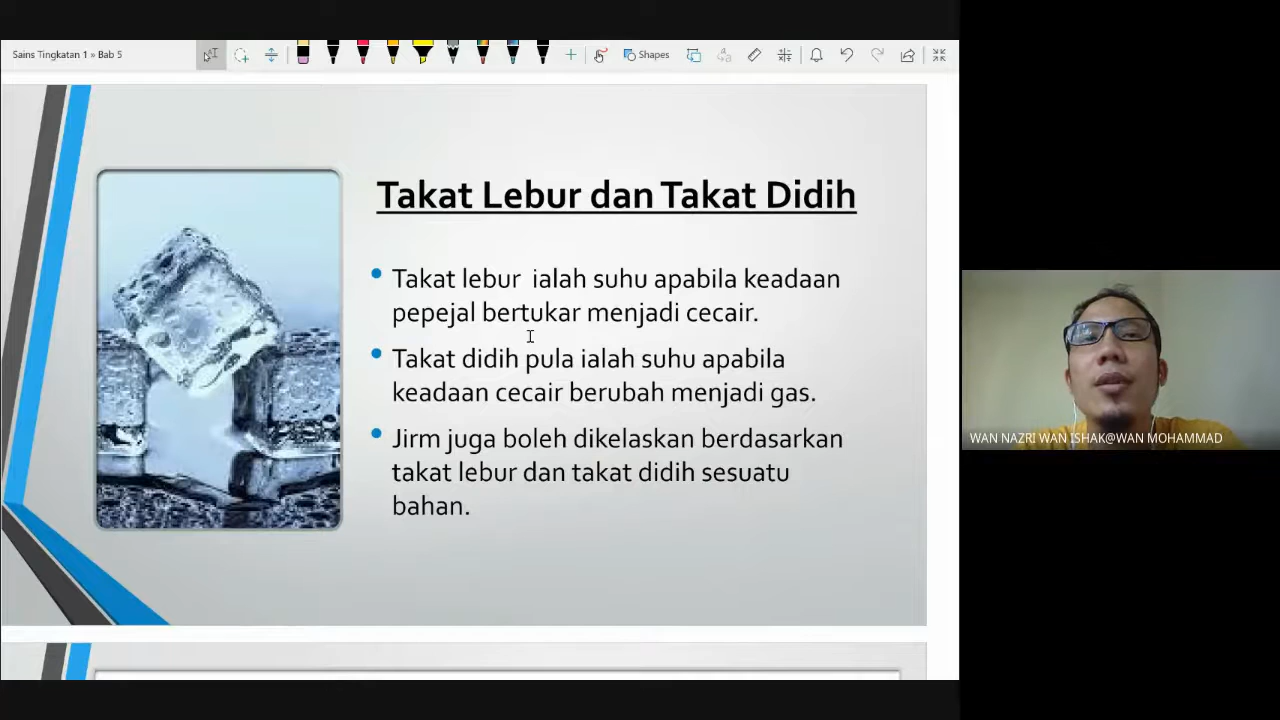 Sains Tingkatan 1 » Bab 5
Shapes
Takat Lebur dan Takat Didih
Takat lebur ialah suhu apabila keadaan
pepejal bertukar menjadi cecair.
Takat didih pula ialah suhu apabila
keadaan cecair berubah menjadi gas.
Jirm juga boleh dikelaskan berdasarkan
takat lebur dan takat didih sesuatu
bahan.
WAN NAZRI WAN ISHAK@WAN MOHAMMAD